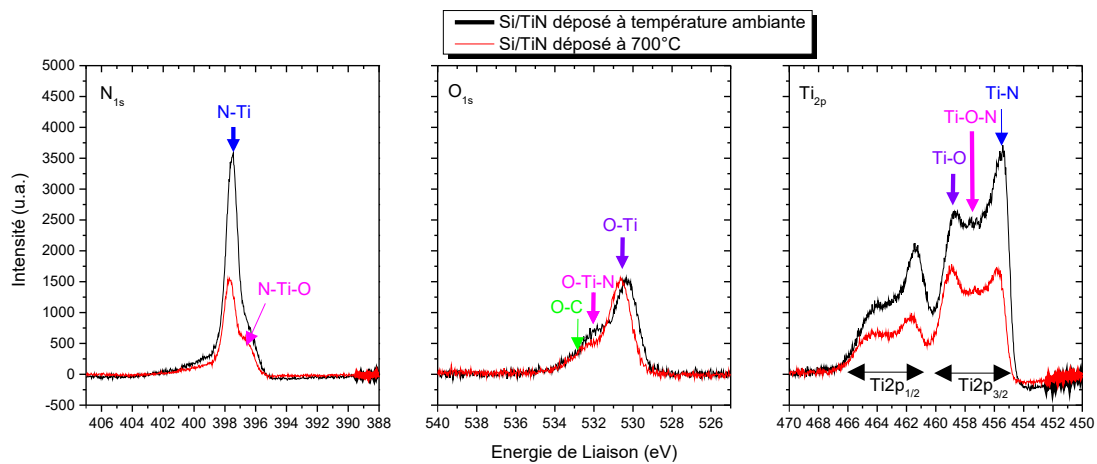 Si/TiN déposé à température ambiante
Si/TiN déposé à 700°C
Intensité (u.a.)
5000
4500
4000
3500
3000
2500
2000
1500
1000
500
0
-500
N1s
N-Ti
N-Ti-O
406 404 402 400 398 396 394 392 390 388
O1s
O-Ti
O-Ti-N
O-C
540 538 536 534 532 530 528 526
Ti2p
Ti-N
Ti-O-N
Ti-O
Ti2p1/2 Ti2p3/2
470 468 466 464 462 460 458 456 454 452 450
Energie de Liaison (eV)